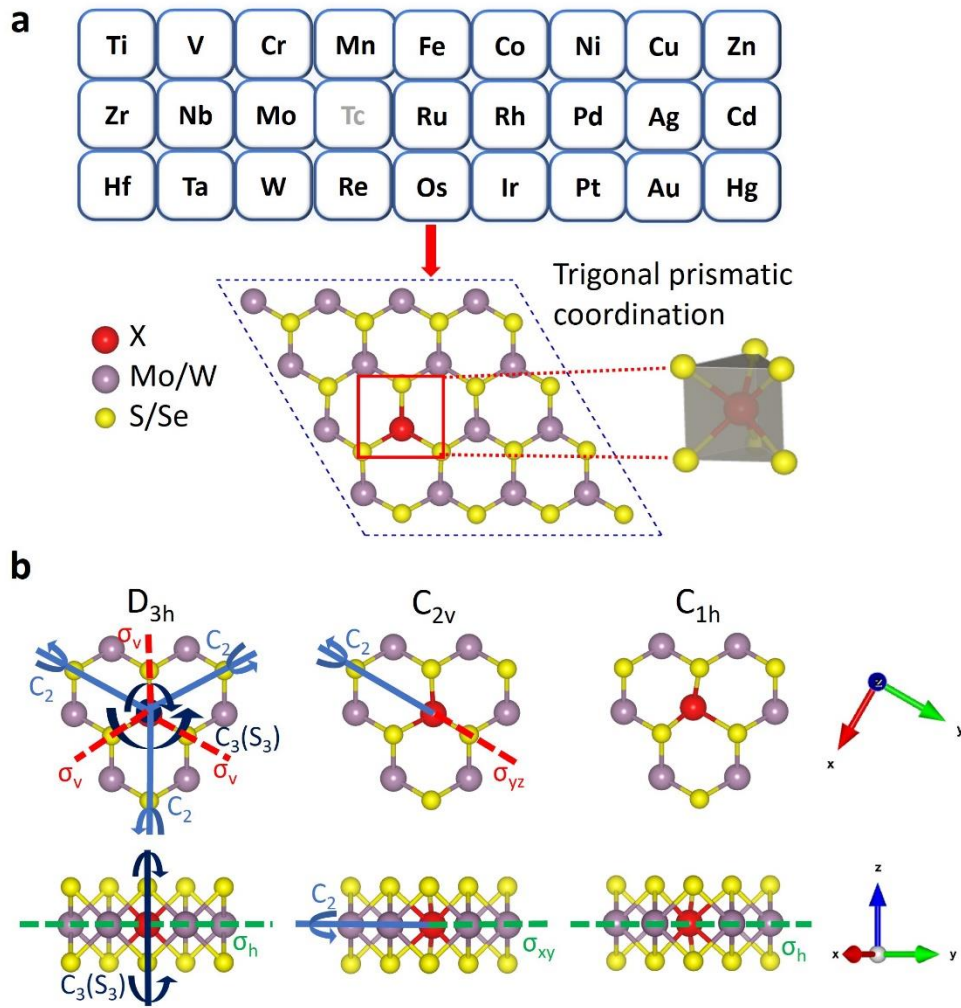 a
Ti V Cr Mn Fe Co Ni Cu Zn
Zr Nb Mo Tc Ru Rh Pd Ag Cd
Hf Ta W Re Os Ir Pt Au Hg
Trigonal prismatic
coordination
X
Mo/W
S/Se
b
D3h C2v C1h
σv
C2 C2
C2
C3(S3)
σv σv
C2
σyz
z
x y
σh
C3(S3)
C2
σxy
σh
z
x y